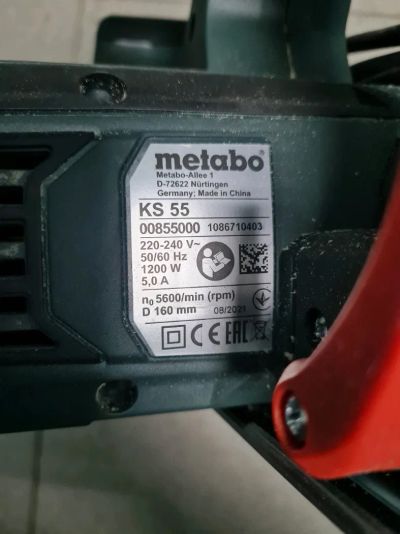 metabo
Metabo-Allee 1
D-72622 Nürtingen
Germany; Made in China
KS 55
00855000 1086710403
220-240 V~
50/60 Hz
1200 W
5,0 A
n₀ 5600/min (rpm)
D 160 mm 08/2021
CE EAC